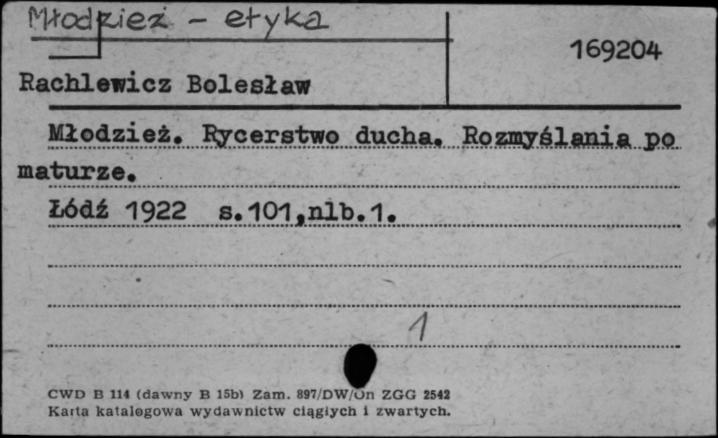 Młodzież - etyka
169204
Rachlewicz Bolesław
Młodzież. Rycerstwo ducha. Rozmyślania po
maturze.
Łódź 1922 s.101,nlb.1.
1
CWD B 114 (dawny B 15b) Zam. 897/DW/On ZGG 2542
Karta katalogowa wydawnictw ciągłych i zwartych.